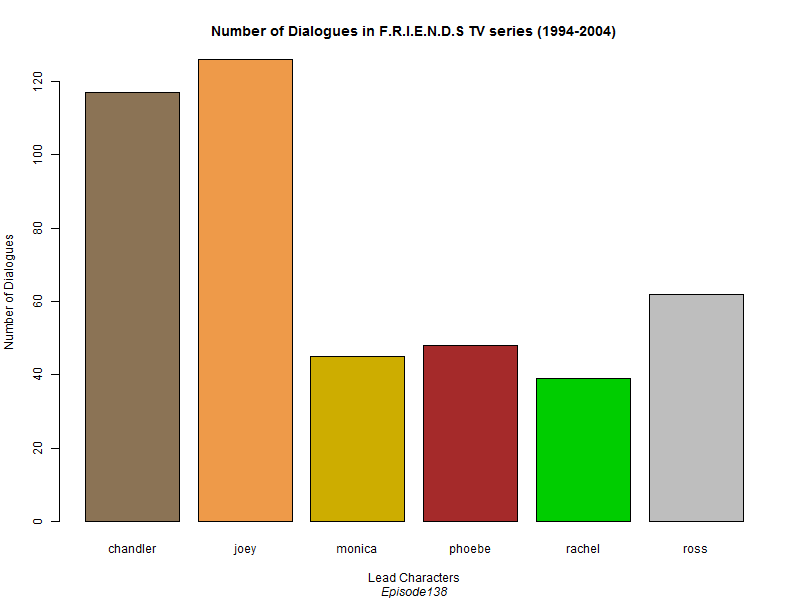 Number of Dialogues in F.R.I.E.N.D.S TV series (1994-2004)
Number of Dialogues
120
100
80
60
40
20
0
chandler joey monica phoebe rachel ross
Lead Characters
Episode138